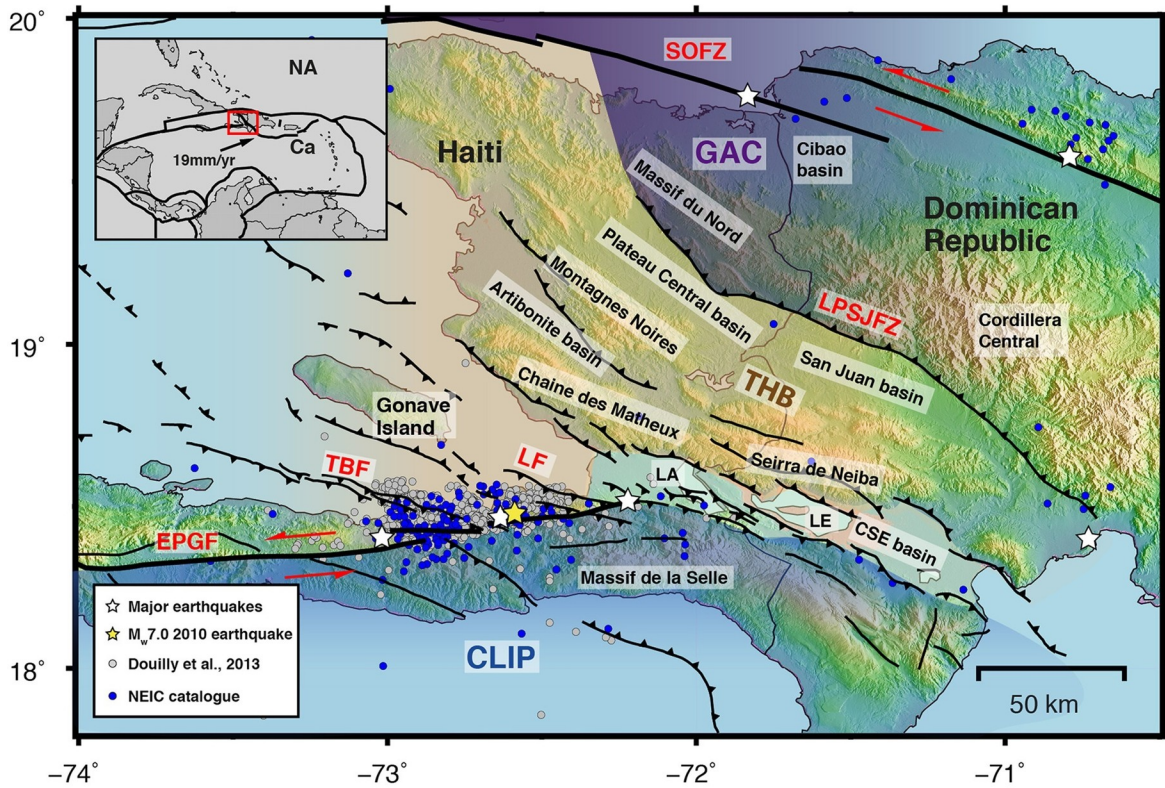 20°
19°
18°
−74°
−73°
−72°
−71°
NA
Ca
19mm/yr
SOFZ
Haiti
GAC
Cibao
basin
Massif du Nord
Dominican
Republic
Plateau Central basin
Montagnes Noires
Artibonite basin
LPSJFZ
Cordillera
Central
San Juan basin
THB
Chaine des Matheux
Gonave
Island
TBF
LF
LA
Seirra de Neiba
LE
CSE basin
EPGF
Massif de la Selle
CLIP
Major earthquakes
Mw7.0 2010 earthquake
Douilly et al., 2013
NEIC catalogue
50 km